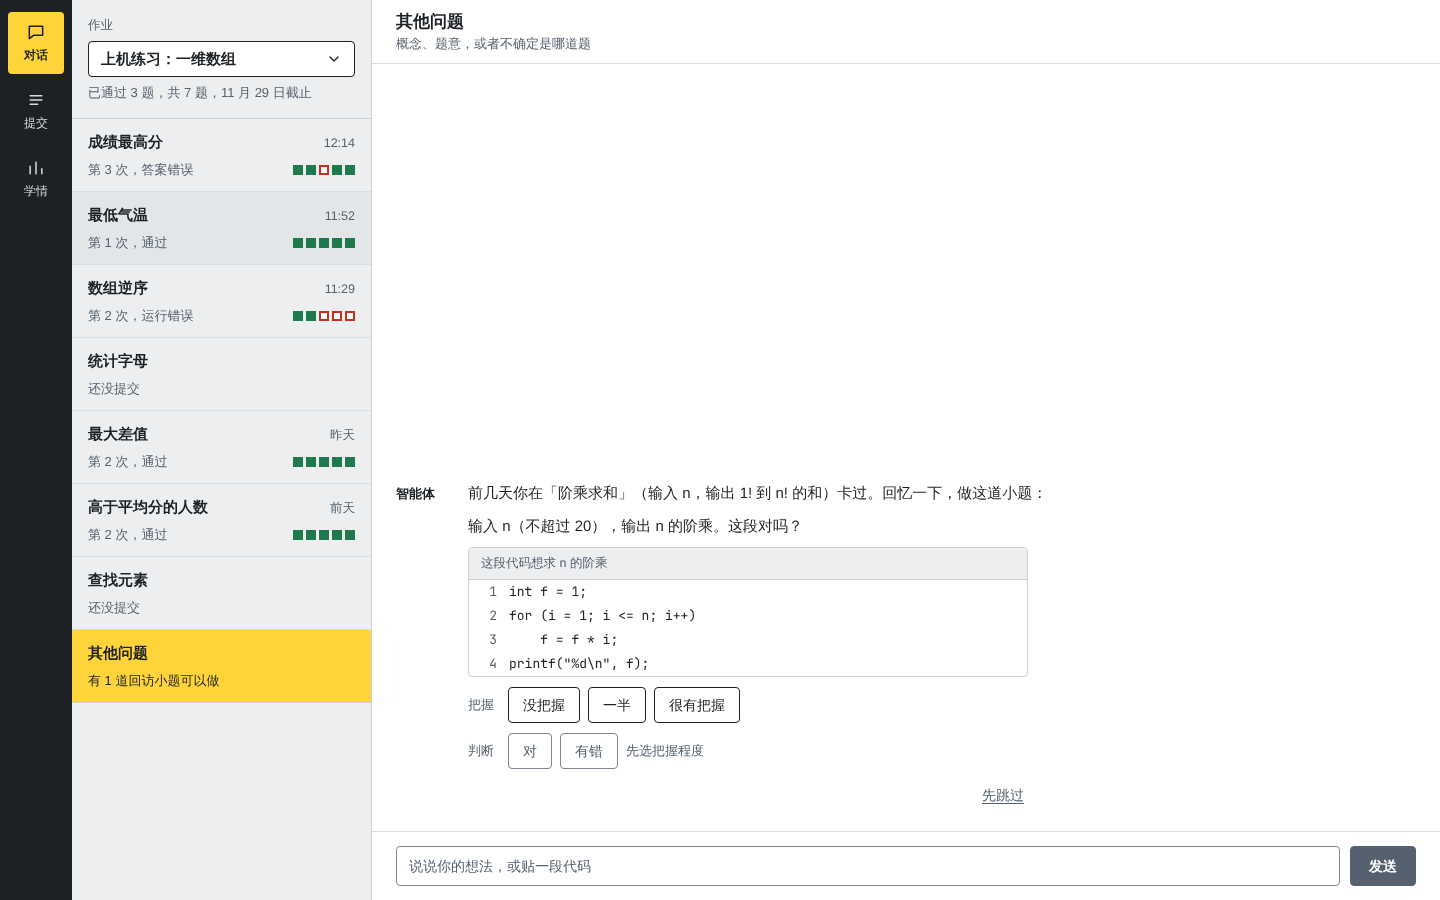 对话
提交
学情
作业
上机练习：一维数组
已通过 3 题，共 7 题，11 月 29 日截止
成绩最高分 12:14
第 3 次，答案错误
最低气温 11:52
第 1 次，通过
数组逆序 11:29
第 2 次，运行错误
统计字母
还没提交
最大差值 昨天
第 2 次，通过
高于平均分的人数 前天
第 2 次，通过
查找元素
还没提交
其他问题
有 1 道回访小题可以做
其他问题
概念、题意，或者不确定是哪道题
智能体 前几天你在「阶乘求和」（输入 n，输出 1! 到 n! 的和）卡过。回忆一下，做这道小题：
输入 n（不超过 20），输出 n 的阶乘。这段对吗？
这段代码想求 n 的阶乘
1 int f = 1;
2 for (i = 1; i <= n; i++)
3     f = f * i;
4 printf("%d\n", f);
把握 没把握 一半 很有把握
判断 对 有错 先选把握程度
先跳过
说说你的想法，或贴一段代码 发送